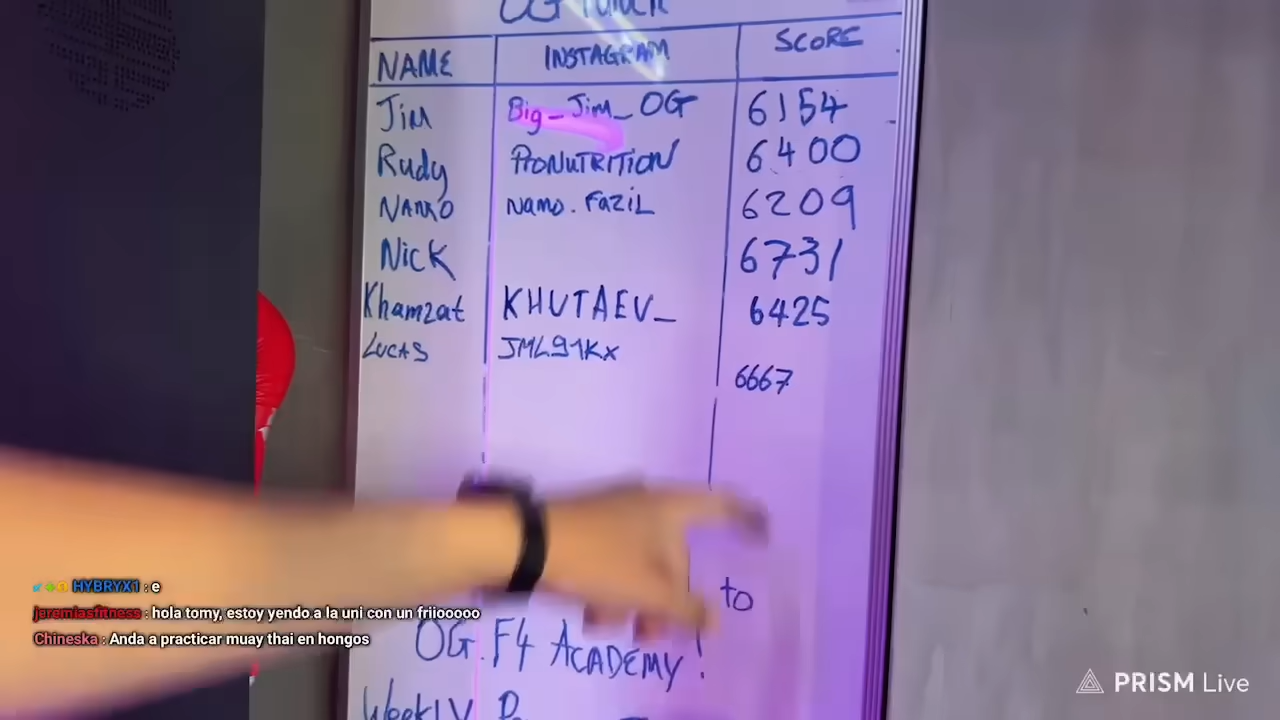 NAME INSTAGRAM SCORE
Jim Big_Jim_OG 6154
Rudy PRONUTRITION 6400
NAMO Namo.FaziL 6209
Nick 6731
Khamzat KHUTAEV_ 6425
LUCAS JML91Kx
6667
to
OG.F4 ACADEMY!
WeekLY
HYBRYX1 : e
jeremiasfitness : hola tomy, estoy yendo a la uni con un friiooooo
Chineska : Anda a practicar muay thai en hongos
PRISM Live